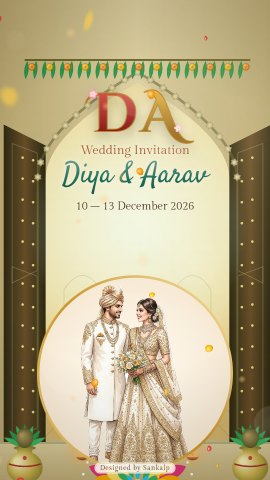 DA
Wedding Invitation
Diya & Aarav
10 — 13 December 2026
Designed by Sankalp